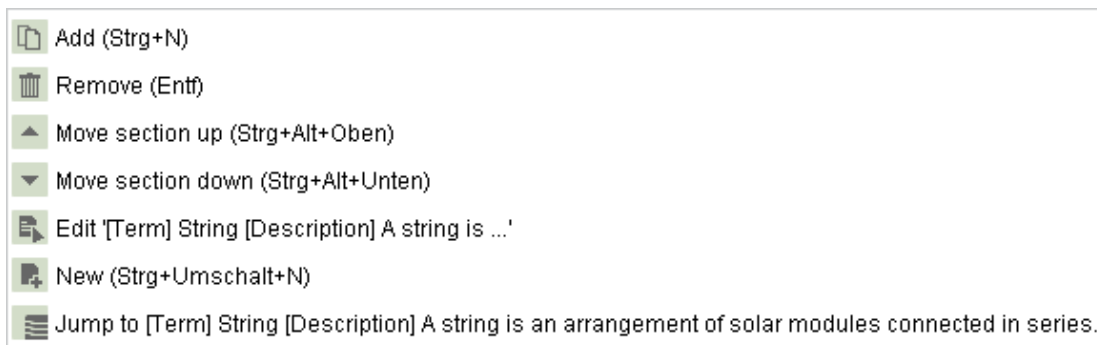 Add (Strg+N)
Remove (Entf)
Move section up (Strg+Alt+Oben)
Move section down (Strg+Alt+Unten)
Edit '[Term] String [Description] A string is ...'
New (Strg+Umschalt+N)
Jump to [Term] String [Description] A string is an arrangement of solar modules connected in series.